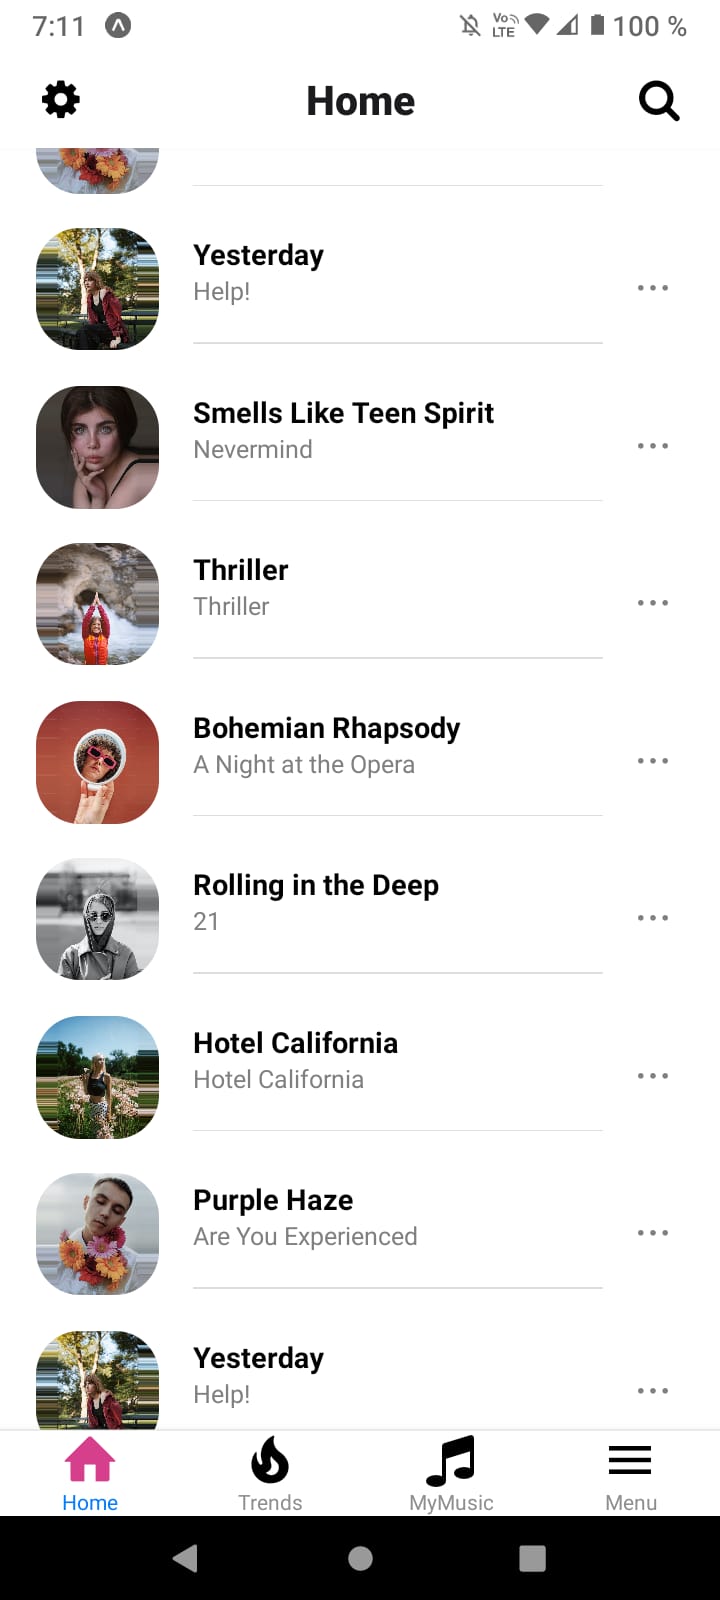 7:11
Vo
LTE
100 %
Home
Yesterday
Help!
Smells Like Teen Spirit
Nevermind
Thriller
Thriller
Bohemian Rhapsody
A Night at the Opera
Rolling in the Deep
21
Hotel California
Hotel California
Purple Haze
Are You Experienced
Yesterday
Help!
Home
Trends
MyMusic
Menu